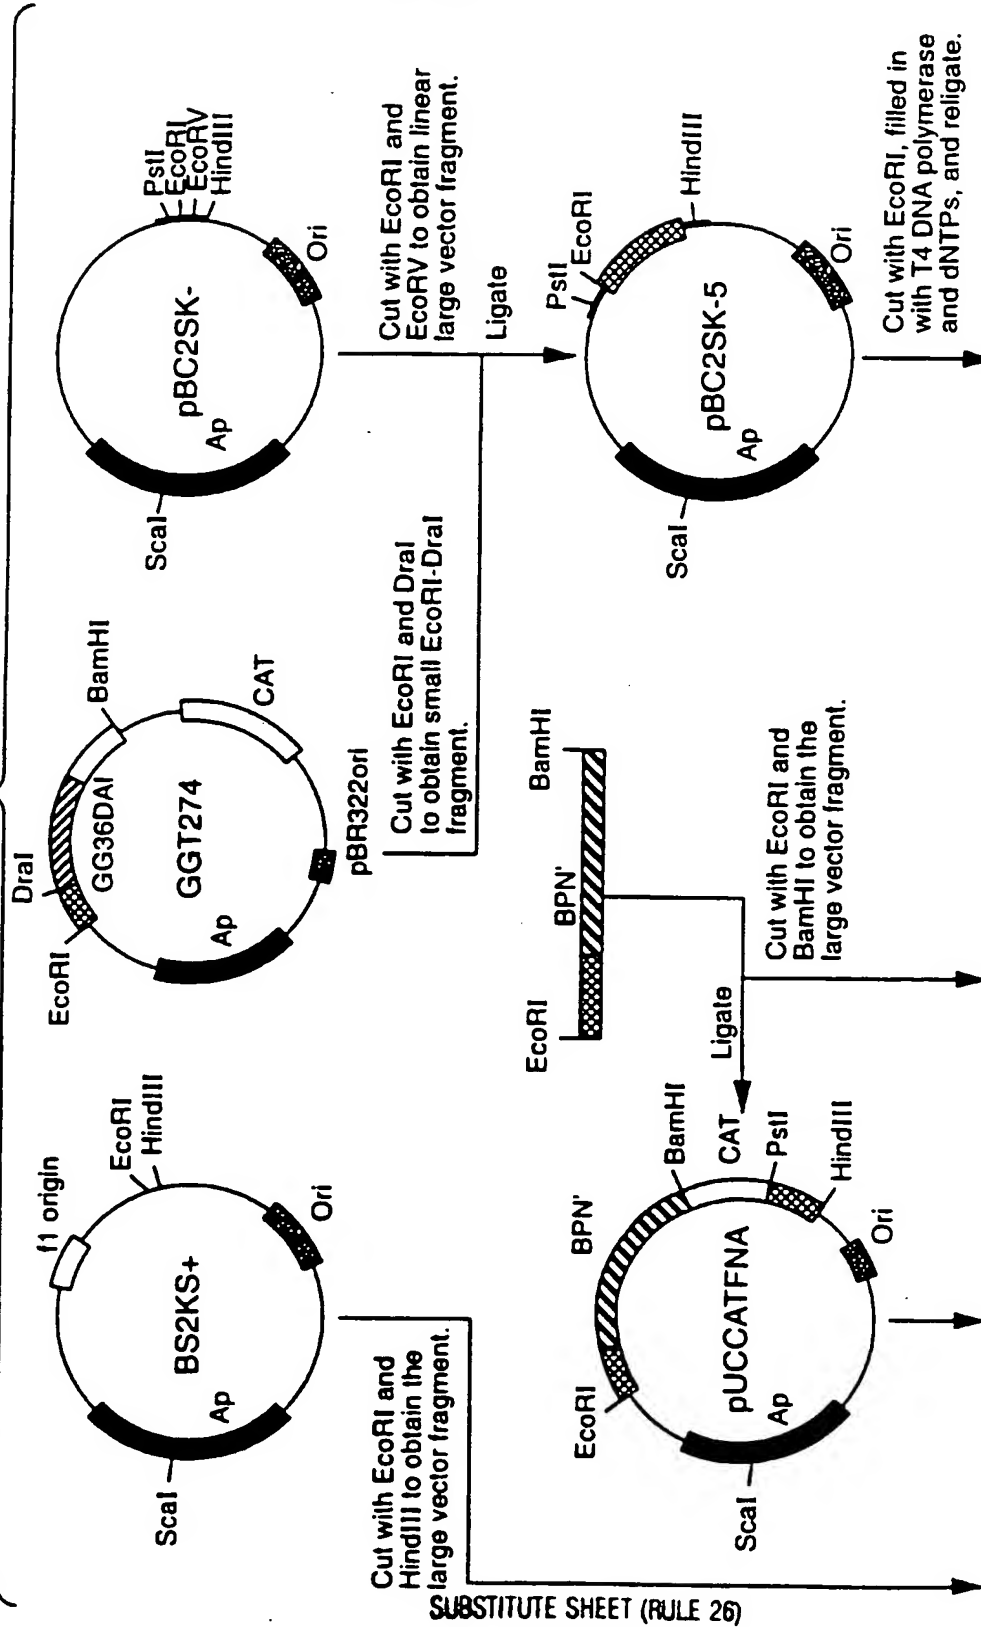 f1 origin
EcoRI
HindIII
Ori
BS2KS+
Ap
ScaI
DraI
EcoRI
GG36DAI
BamHI
GGT274
CAT
Ap
pBR322ori
PstI
EcoRI
EcoRV
HindIII
pBC2SK-
Ori
Ap
ScaI
Cut with EcoRI and
HindIII to obtain the
large vector fragment.
Cut with EcoRI and DraI
to obtain small EcoRI-DraI
fragment.
Cut with EcoRI and
EcoRV to obtain linear
large vector fragment.
Ligate
EcoRI
BPN'
BamHI
Ligate
BPN'
EcoRI
BamHI
CAT
PstI
HindIII
pUCCATFNA
Ap
Ori
ScaI
PstI
EcoRI
HindIII
pBC2SK-5
Ap
Ori
ScaI
Cut with EcoRI and
BamHI to obtain the
large vector fragment.
Cut with EcoRI, filled in
with T4 DNA polymerase
and dNTPs, and religate.
SUBSTITUTE SHEET (RULE 26)